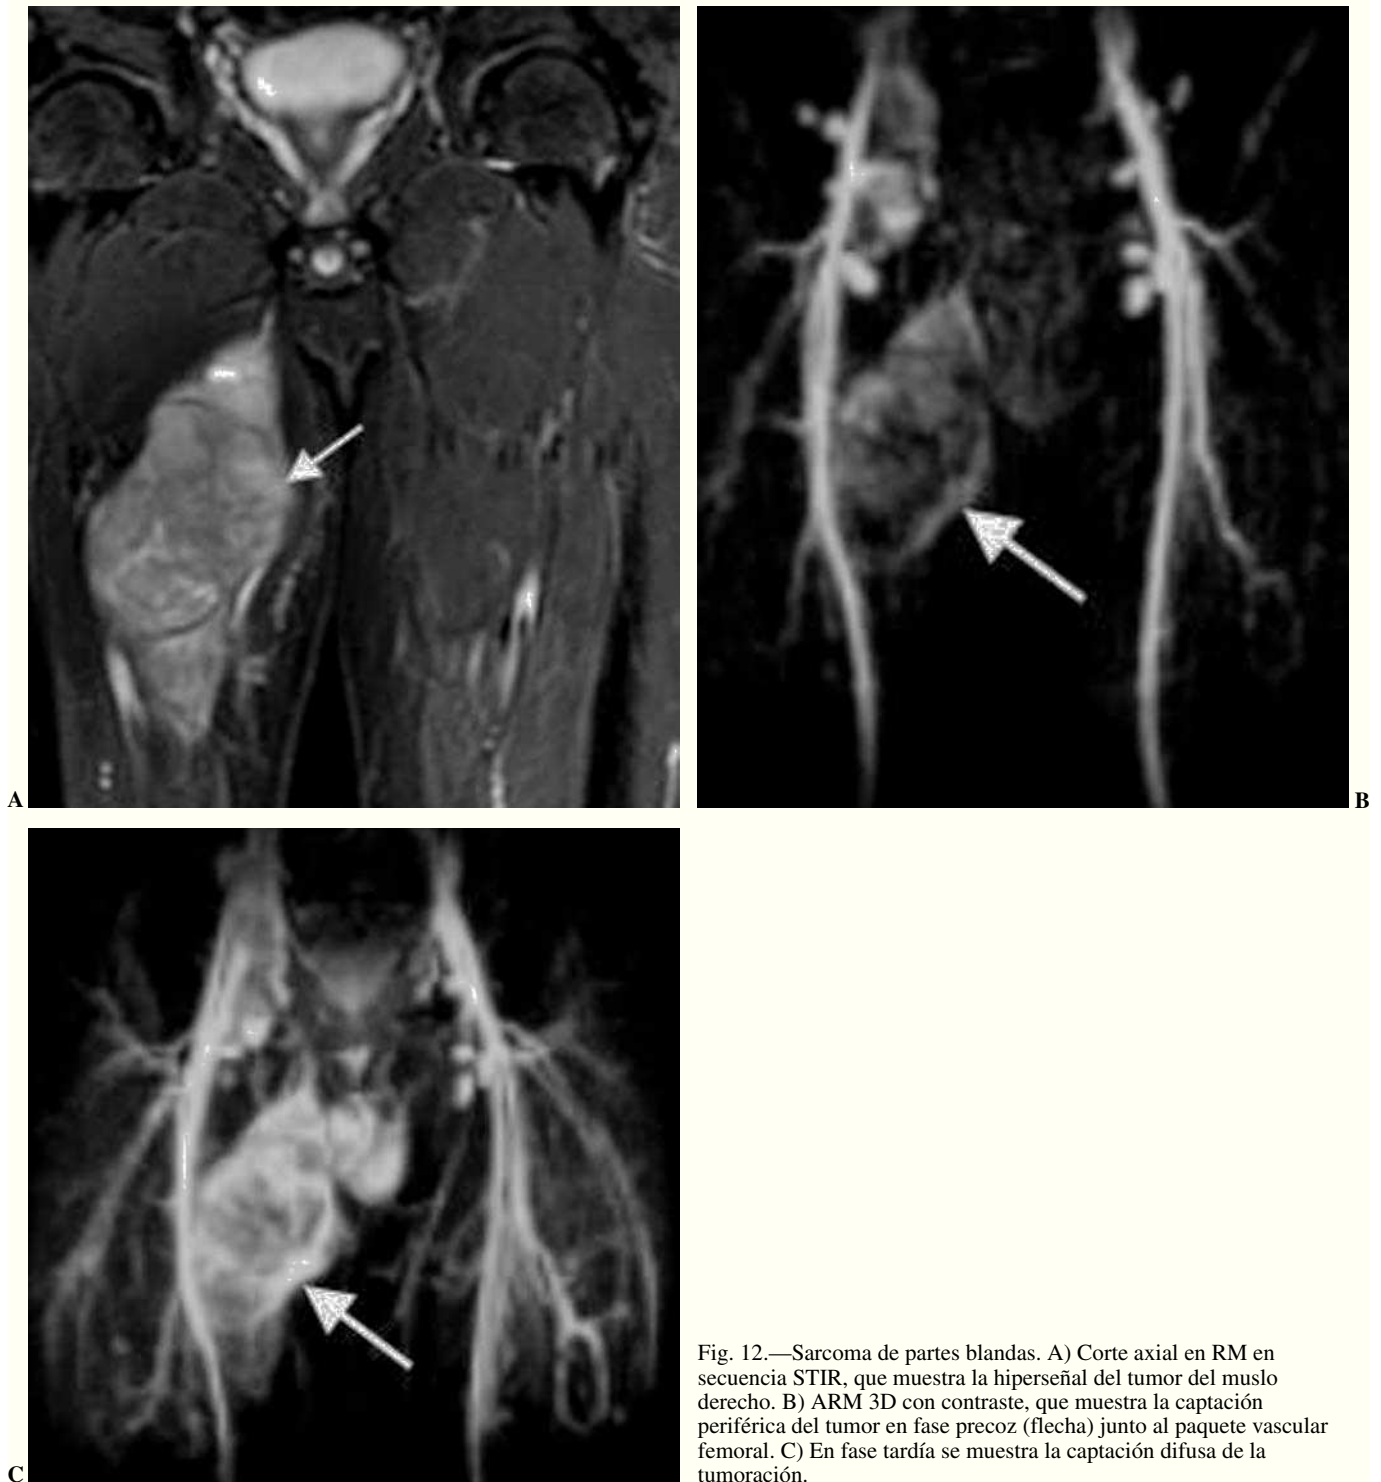 A
B
C
Fig. 12.—Sarcoma de partes blandas. A) Corte axial en RM en
secuencia STIR, que muestra la hiperseñal del tumor del muslo
derecho. B) ARM 3D con contraste, que muestra la captación
periférica del tumor en fase precoz (flecha) junto al paquete vascular
femoral. C) En fase tardía se muestra la captación difusa de la
tumoración.